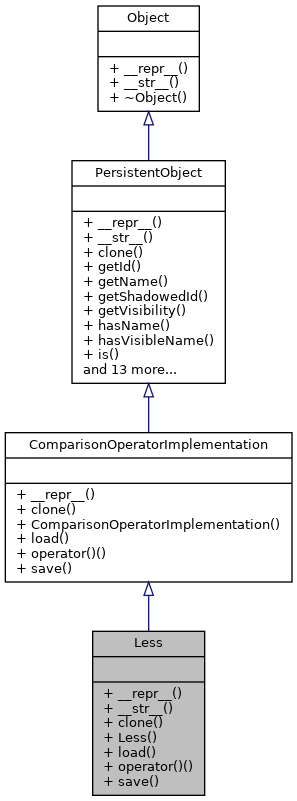 Object
+ __repr__()
+ __str__()
+ ~Object()
PersistentObject
+ __repr__()
+ __str__()
+ clone()
+ getId()
+ getName()
+ getShadowedId()
+ getVisibility()
+ hasName()
+ hasVisibleName()
+ is()
and 13 more...
ComparisonOperatorImplementation
+ __repr__()
+ clone()
+ ComparisonOperatorImplementation()
+ load()
+ operator()()
+ save()
Less
+ __repr__()
+ __str__()
+ clone()
+ Less()
+ load()
+ operator()()
+ save()